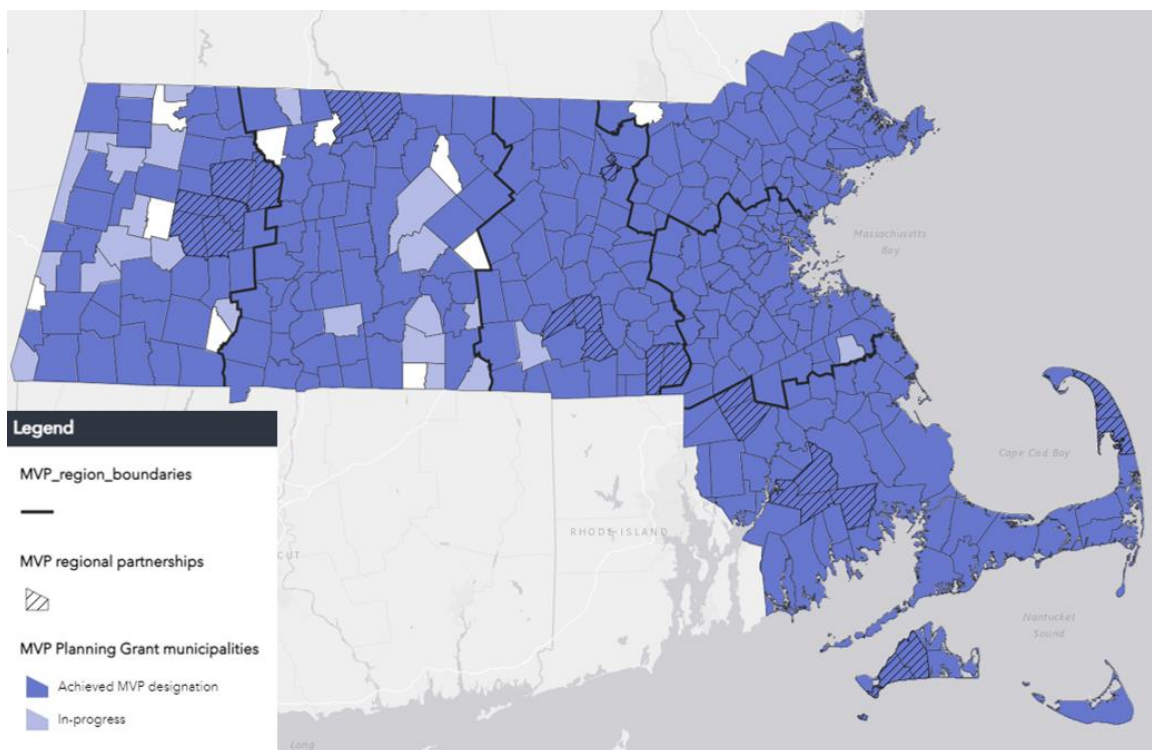 Massachusetts
Bay
Cape Cod Bay
RHODE ISLAND
CUT
Nantucket
Sound
Long
Legend
MVP_region_boundaries
MVP regional partnerships
MVP Planning Grant municipalities
Achieved MVP designation
In-progress